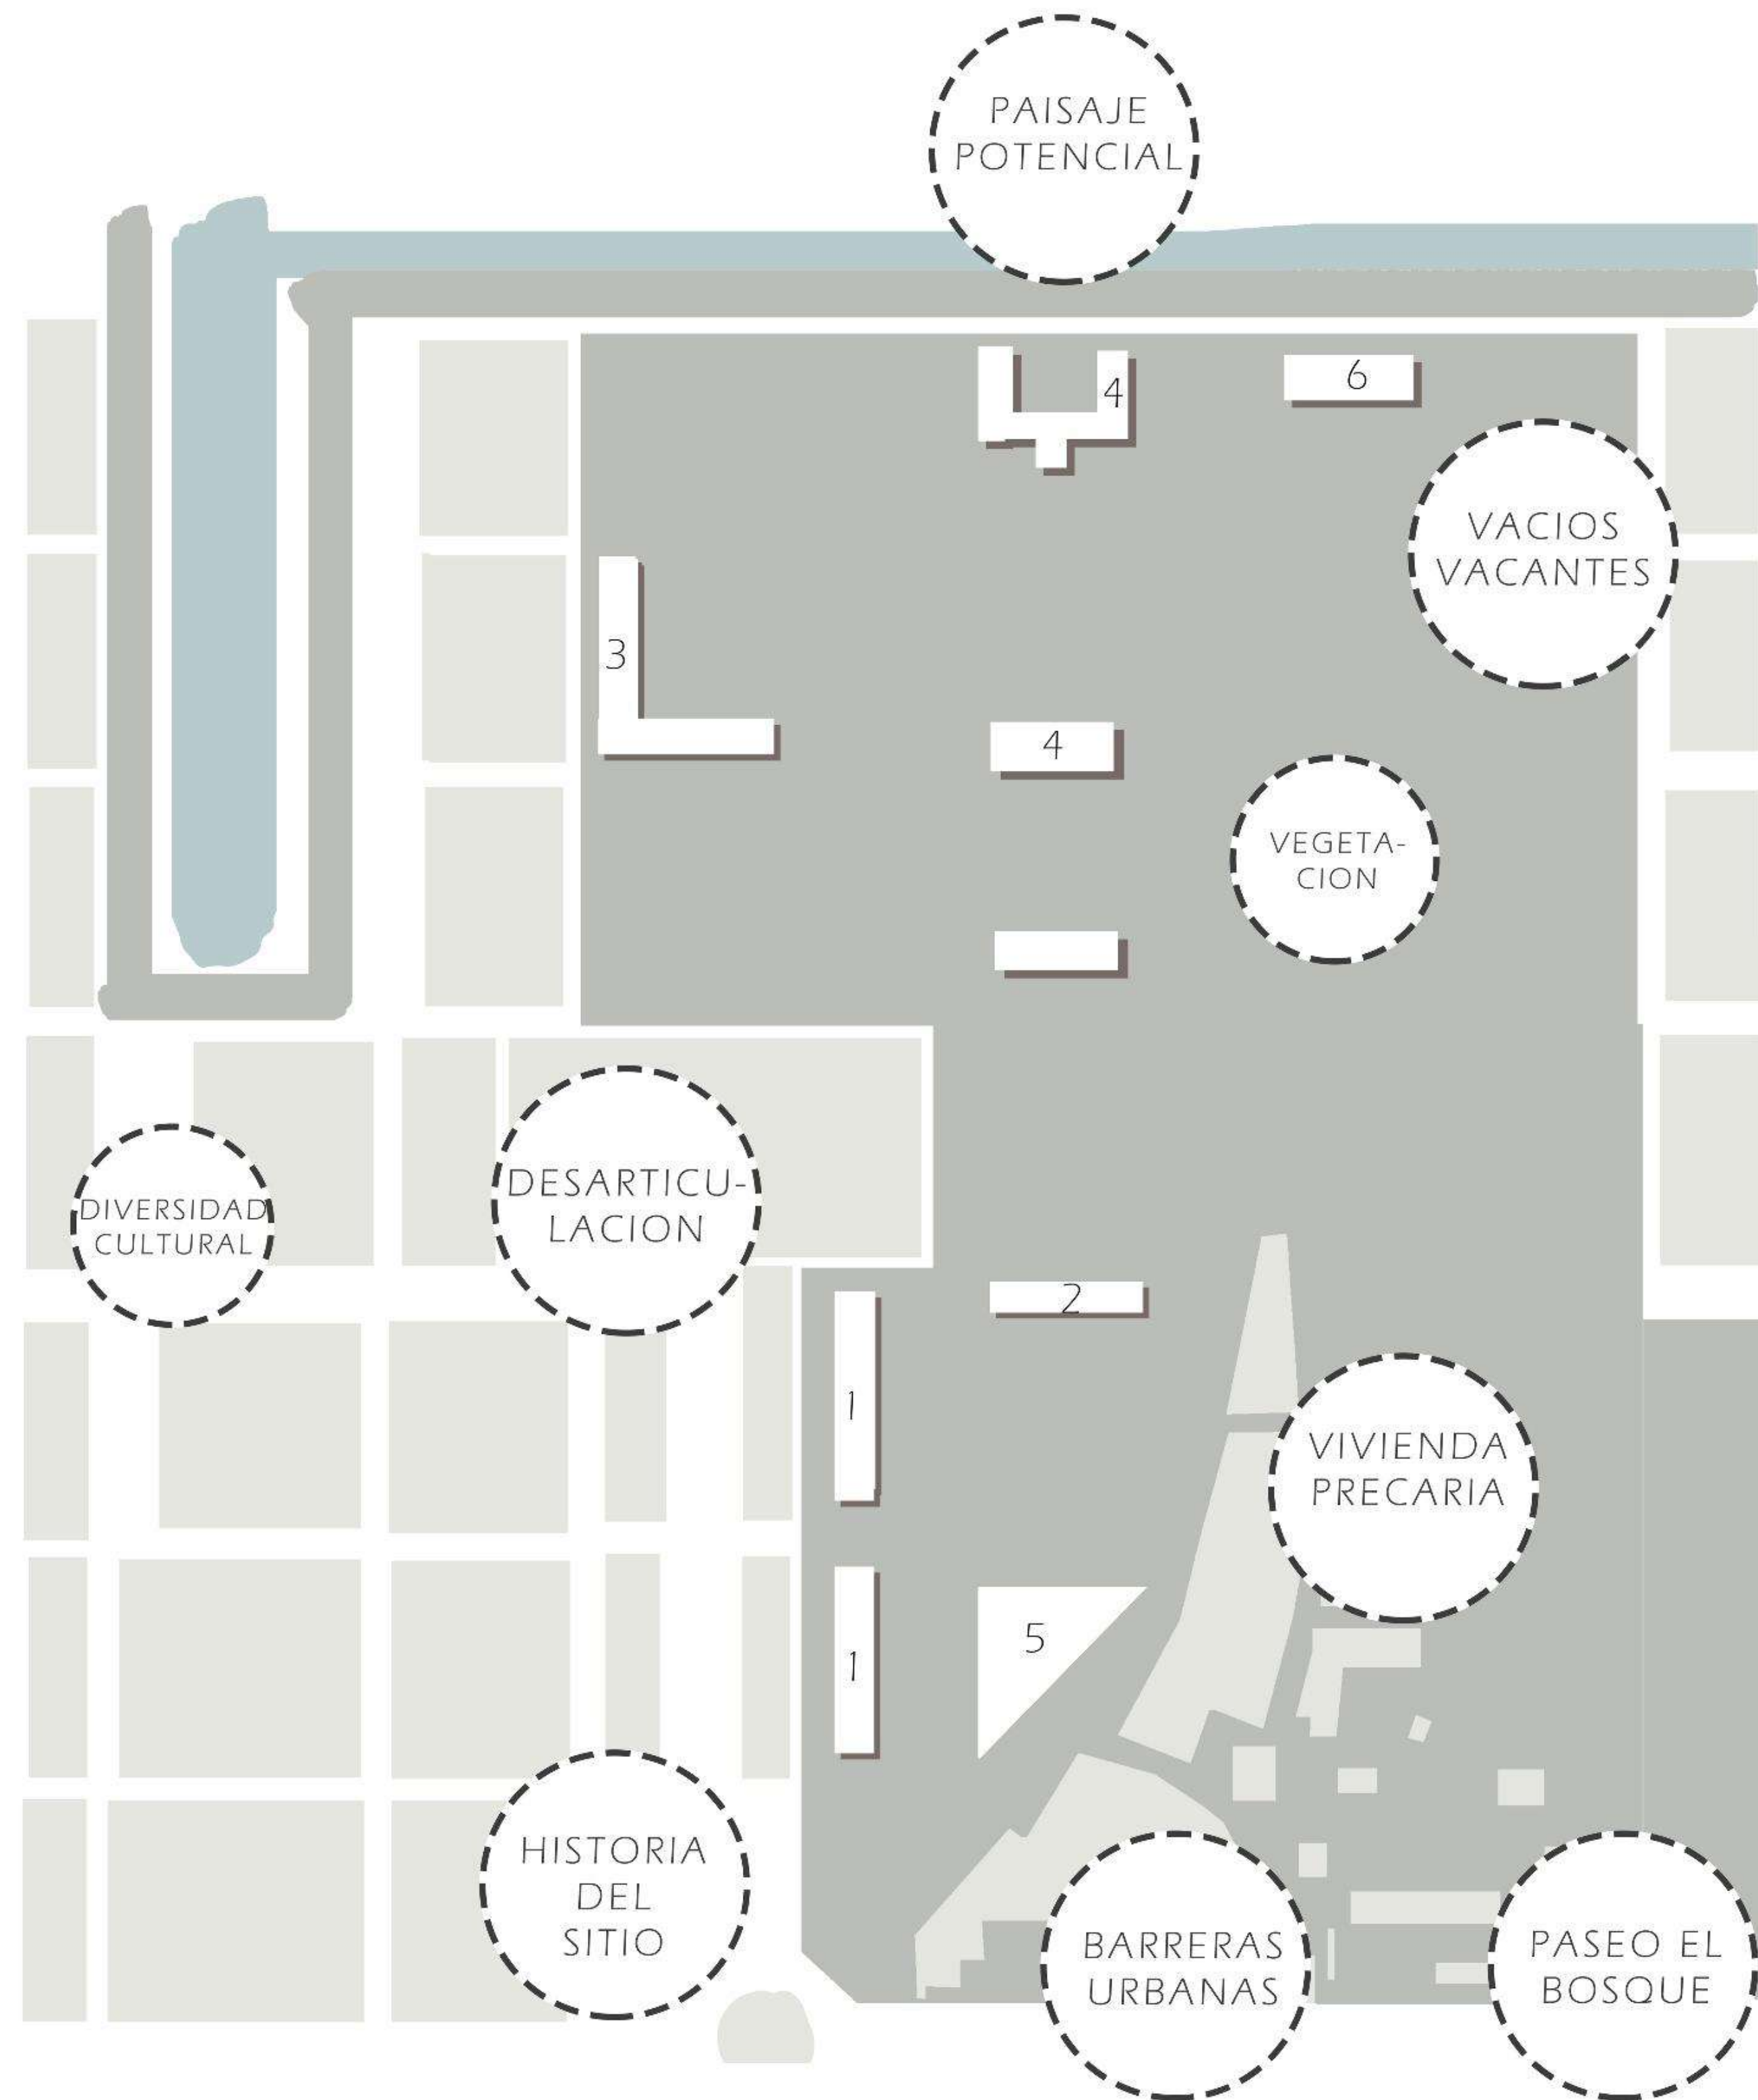 PAISAJE
POTENCIAL
4
6
VACIOS
VACANTES
3
4
VEGETA-
CION
DESARTICU-
LACION
DIVERSIDAD
CULTURAL
2
1
VIVIENDA
PRECARIA
5
1
HISTORIA
DEL
SITIO
BARRERAS
URBANAS
PASEO EL
BOSQUE